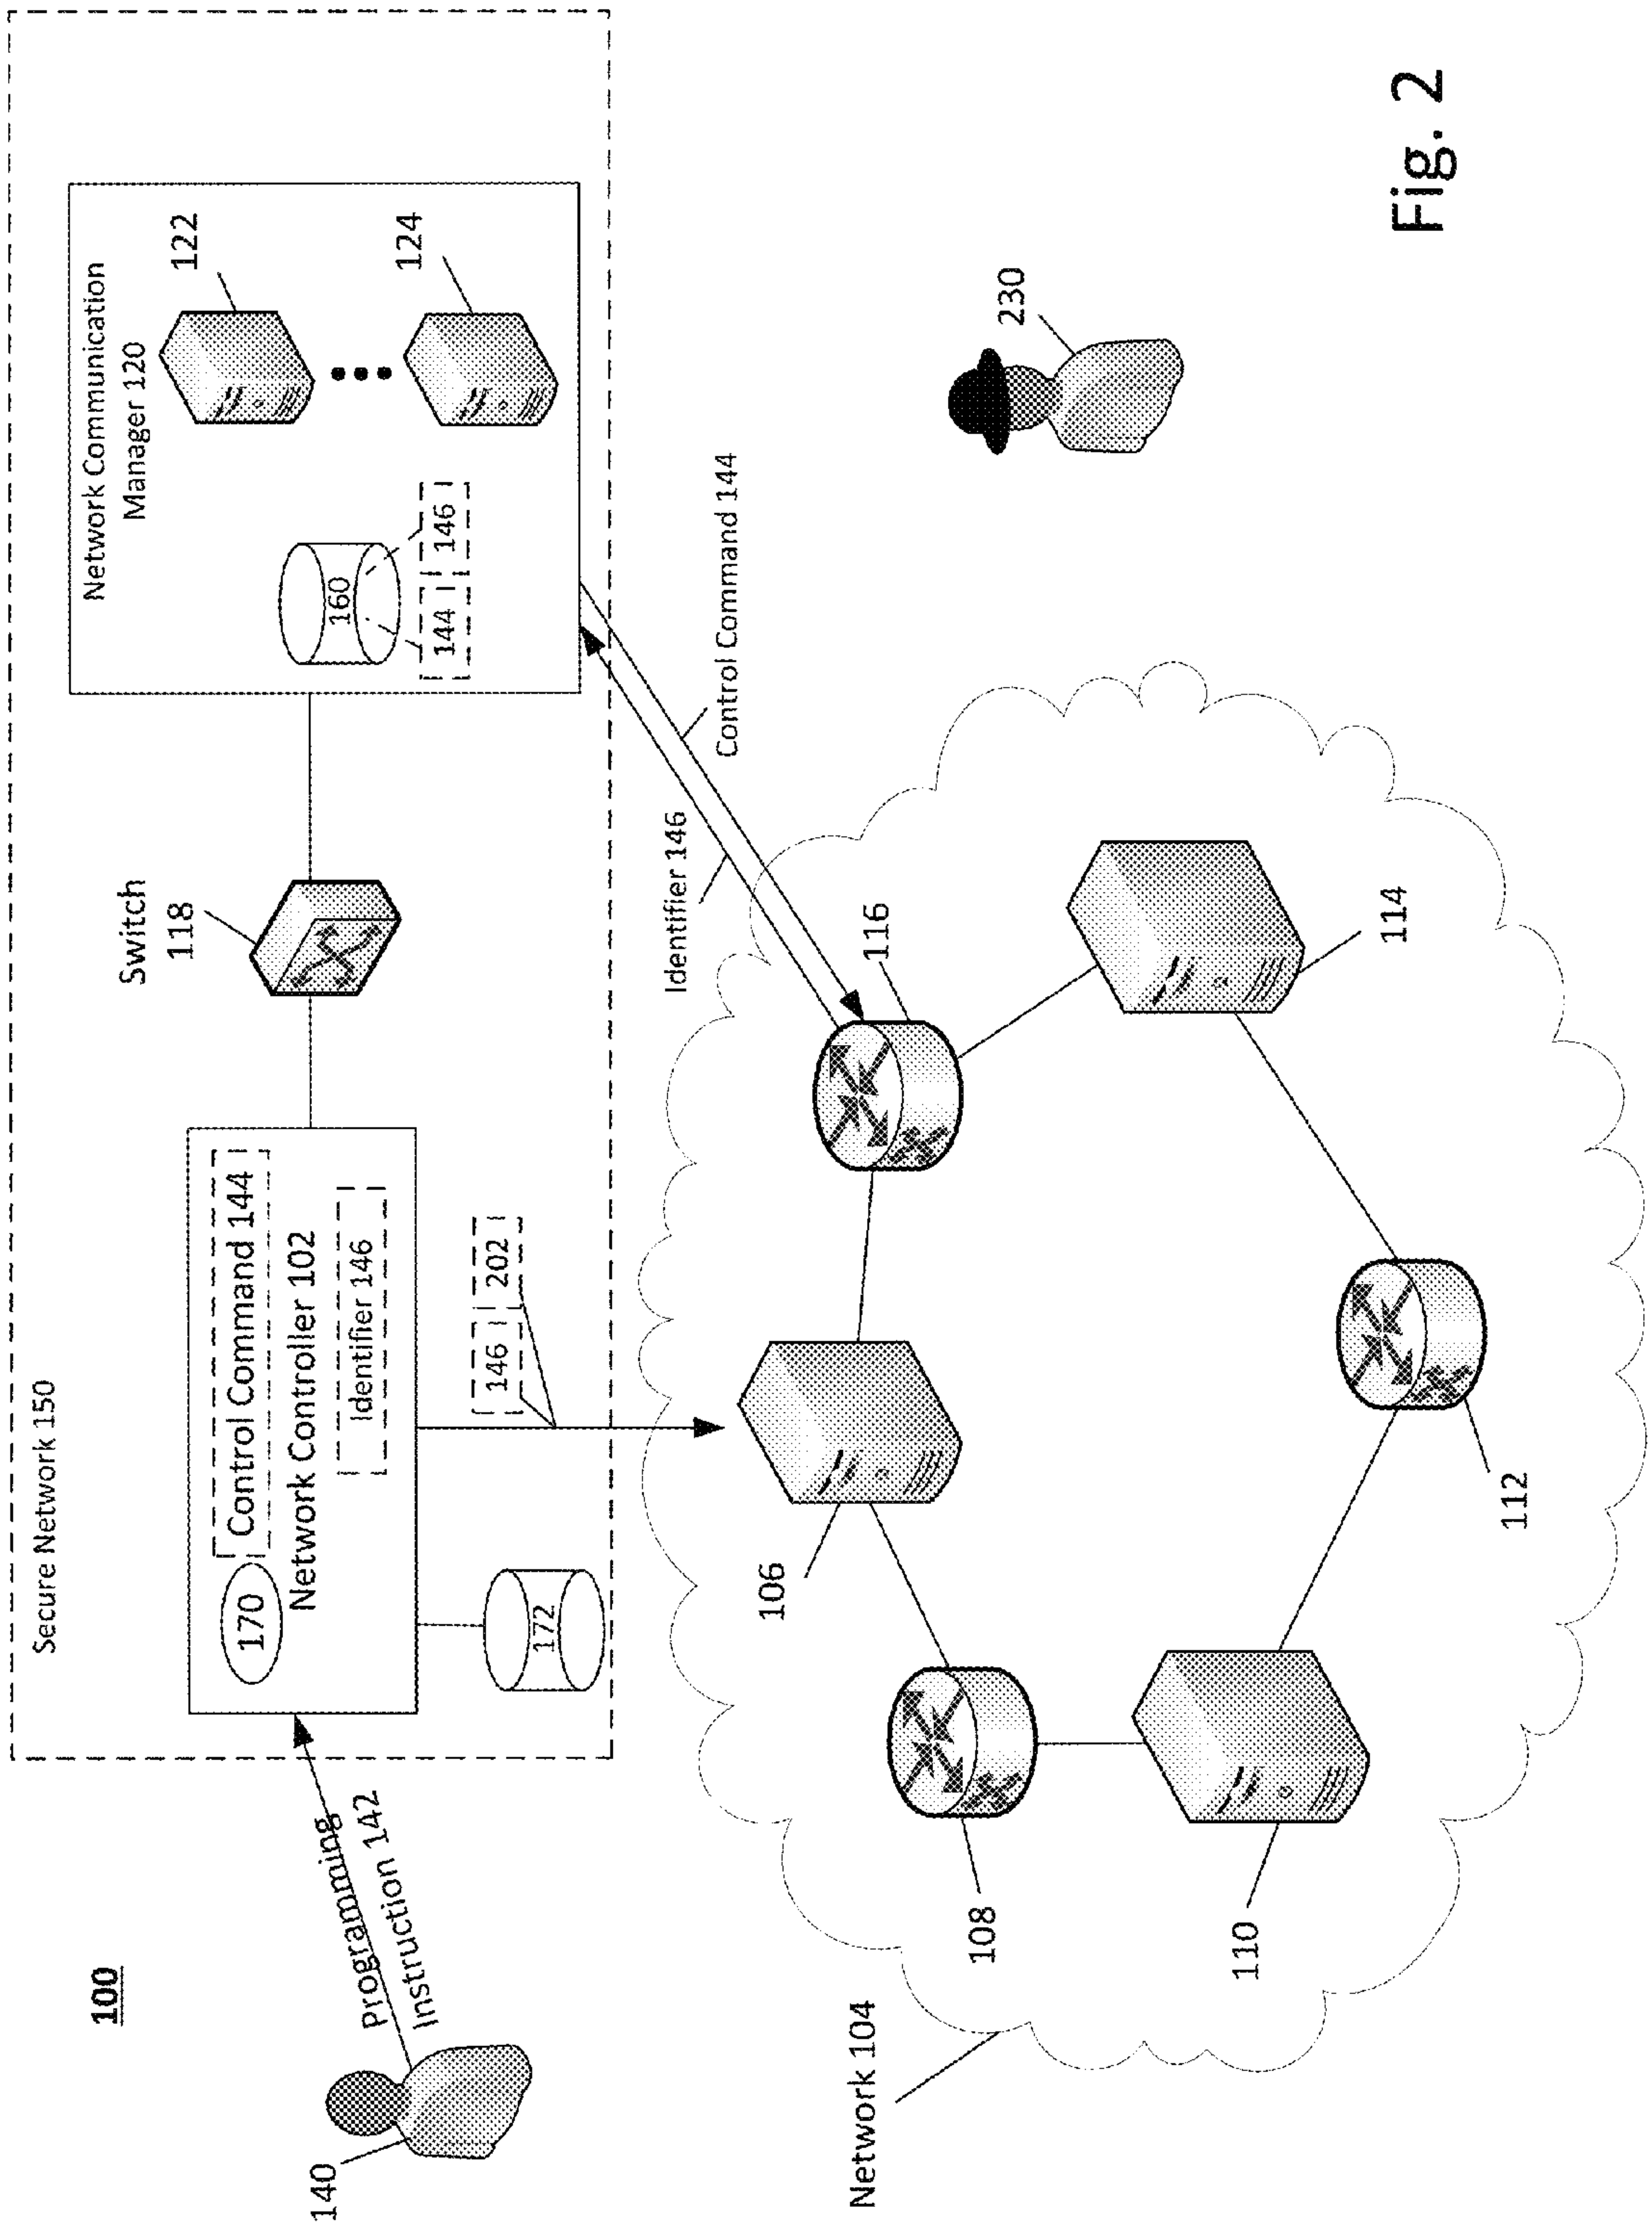 100
Secure Network 150
140
Programming
Instruction 142
170
Control Command 144
Network Controller 102
Identifier 146
172
146
202
Switch
118
Network Communication
Manager 120
160
144
146
122
124
Identifier 146
Control Command 144
Network 104
106
108
110
112
114
116
230
Fig. 2